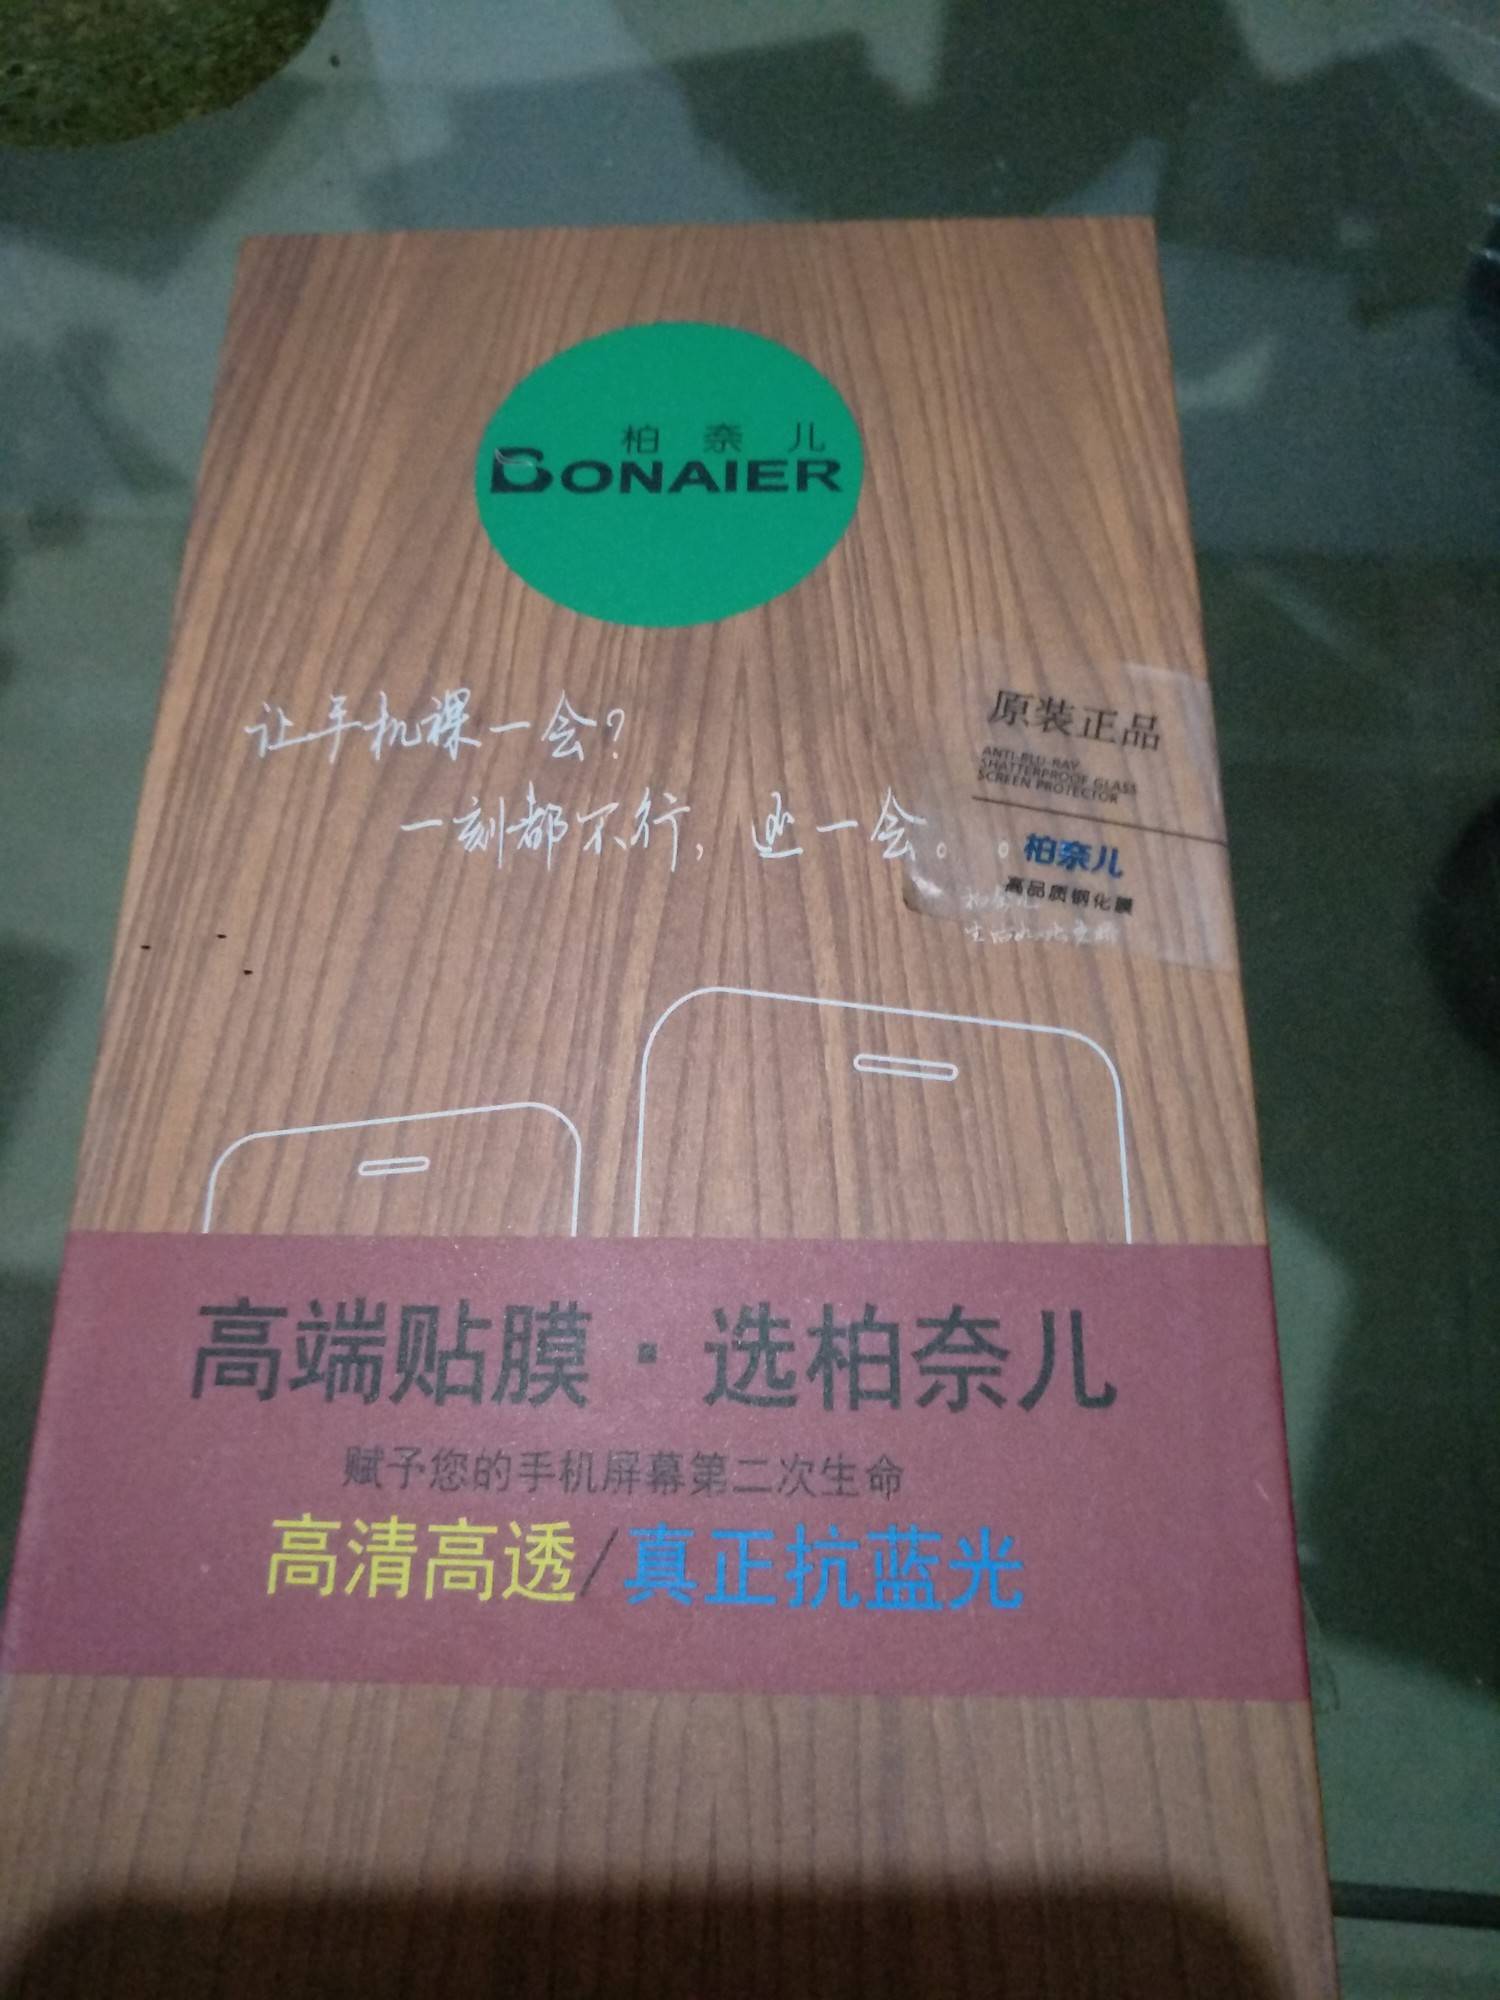 柏奈儿
BONAIER
让手机裸一会?
一刻都不行,
一会。。
原装正品
ANTI-BLU-RAY
SHATTERPROOF GLASS
SCREEN PROTECTOR
柏奈儿
高品质钢化膜
高端贴膜·选柏奈儿
赋予您的手机屏幕第二次生命
高清高透/真正抗蓝光